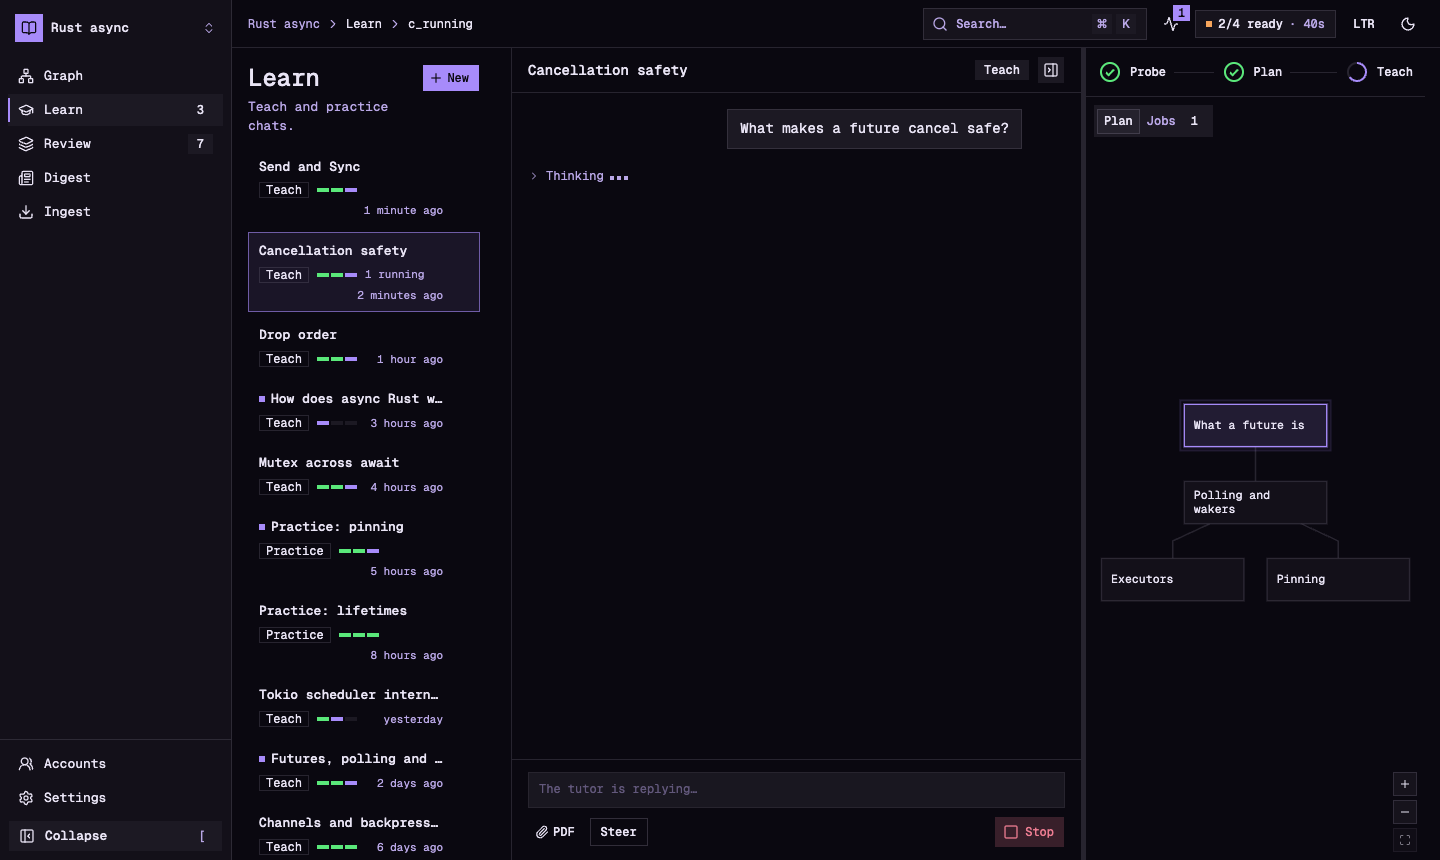 Rust async
Graph
Learn 3
Review 7
Digest
Ingest
Accounts
Settings
Collapse [
Rust async > Learn > c_running
Search… ⌘ K
1
2/4 ready · 40s
LTR
Learn
+ New
Teach and practice
chats.
Send and Sync
Teach
1 minute ago
Cancellation safety
Teach 1 running
2 minutes ago
Drop order
Teach 1 hour ago
How does async Rust w…
Teach 3 hours ago
Mutex across await
Teach 4 hours ago
Practice: pinning
Practice
5 hours ago
Practice: lifetimes
Practice
8 hours ago
Tokio scheduler intern…
Teach yesterday
Futures, polling and …
Teach 2 days ago
Channels and backpress…
Teach 6 days ago
Cancellation safety
Teach
What makes a future cancel safe?
Thinking
The tutor is replying…
PDF
Steer
Stop
Probe
Plan
Teach
Plan
Jobs 1
What a future is
Polling and
wakers
Executors
Pinning